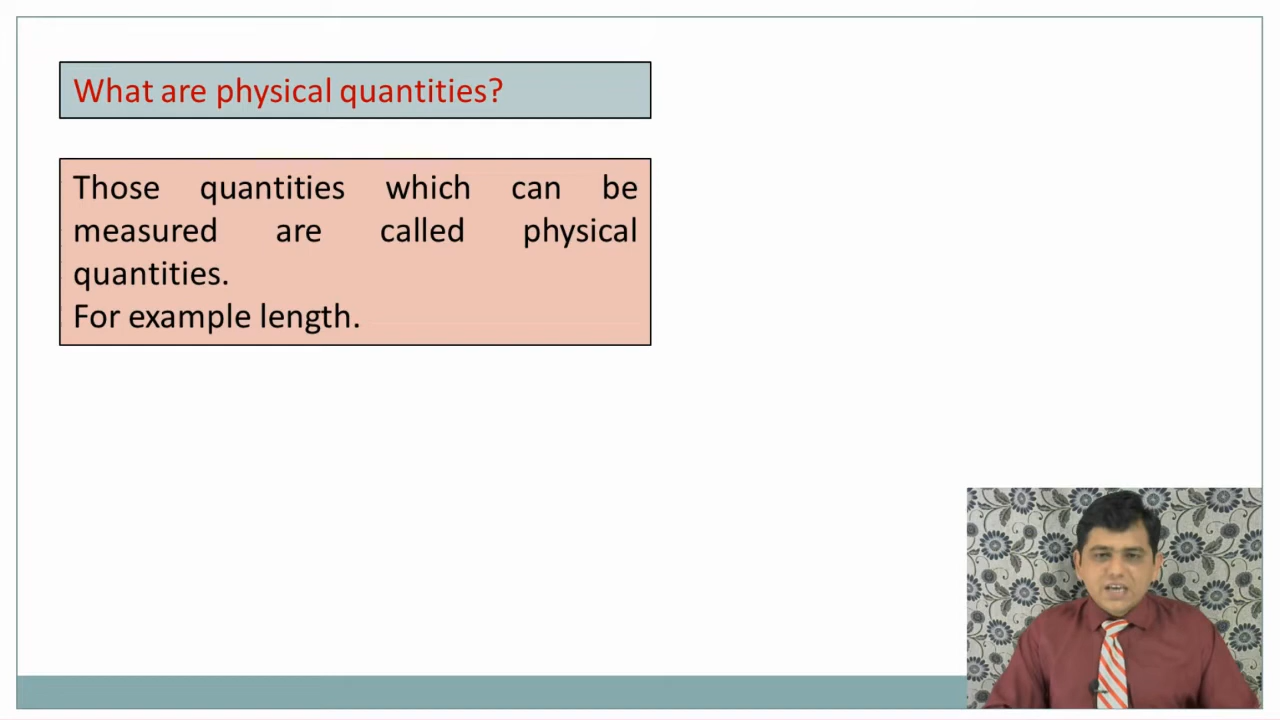 What are physical quantities?
Those quantities which can be
measured are called physical
quantities.
For example length.